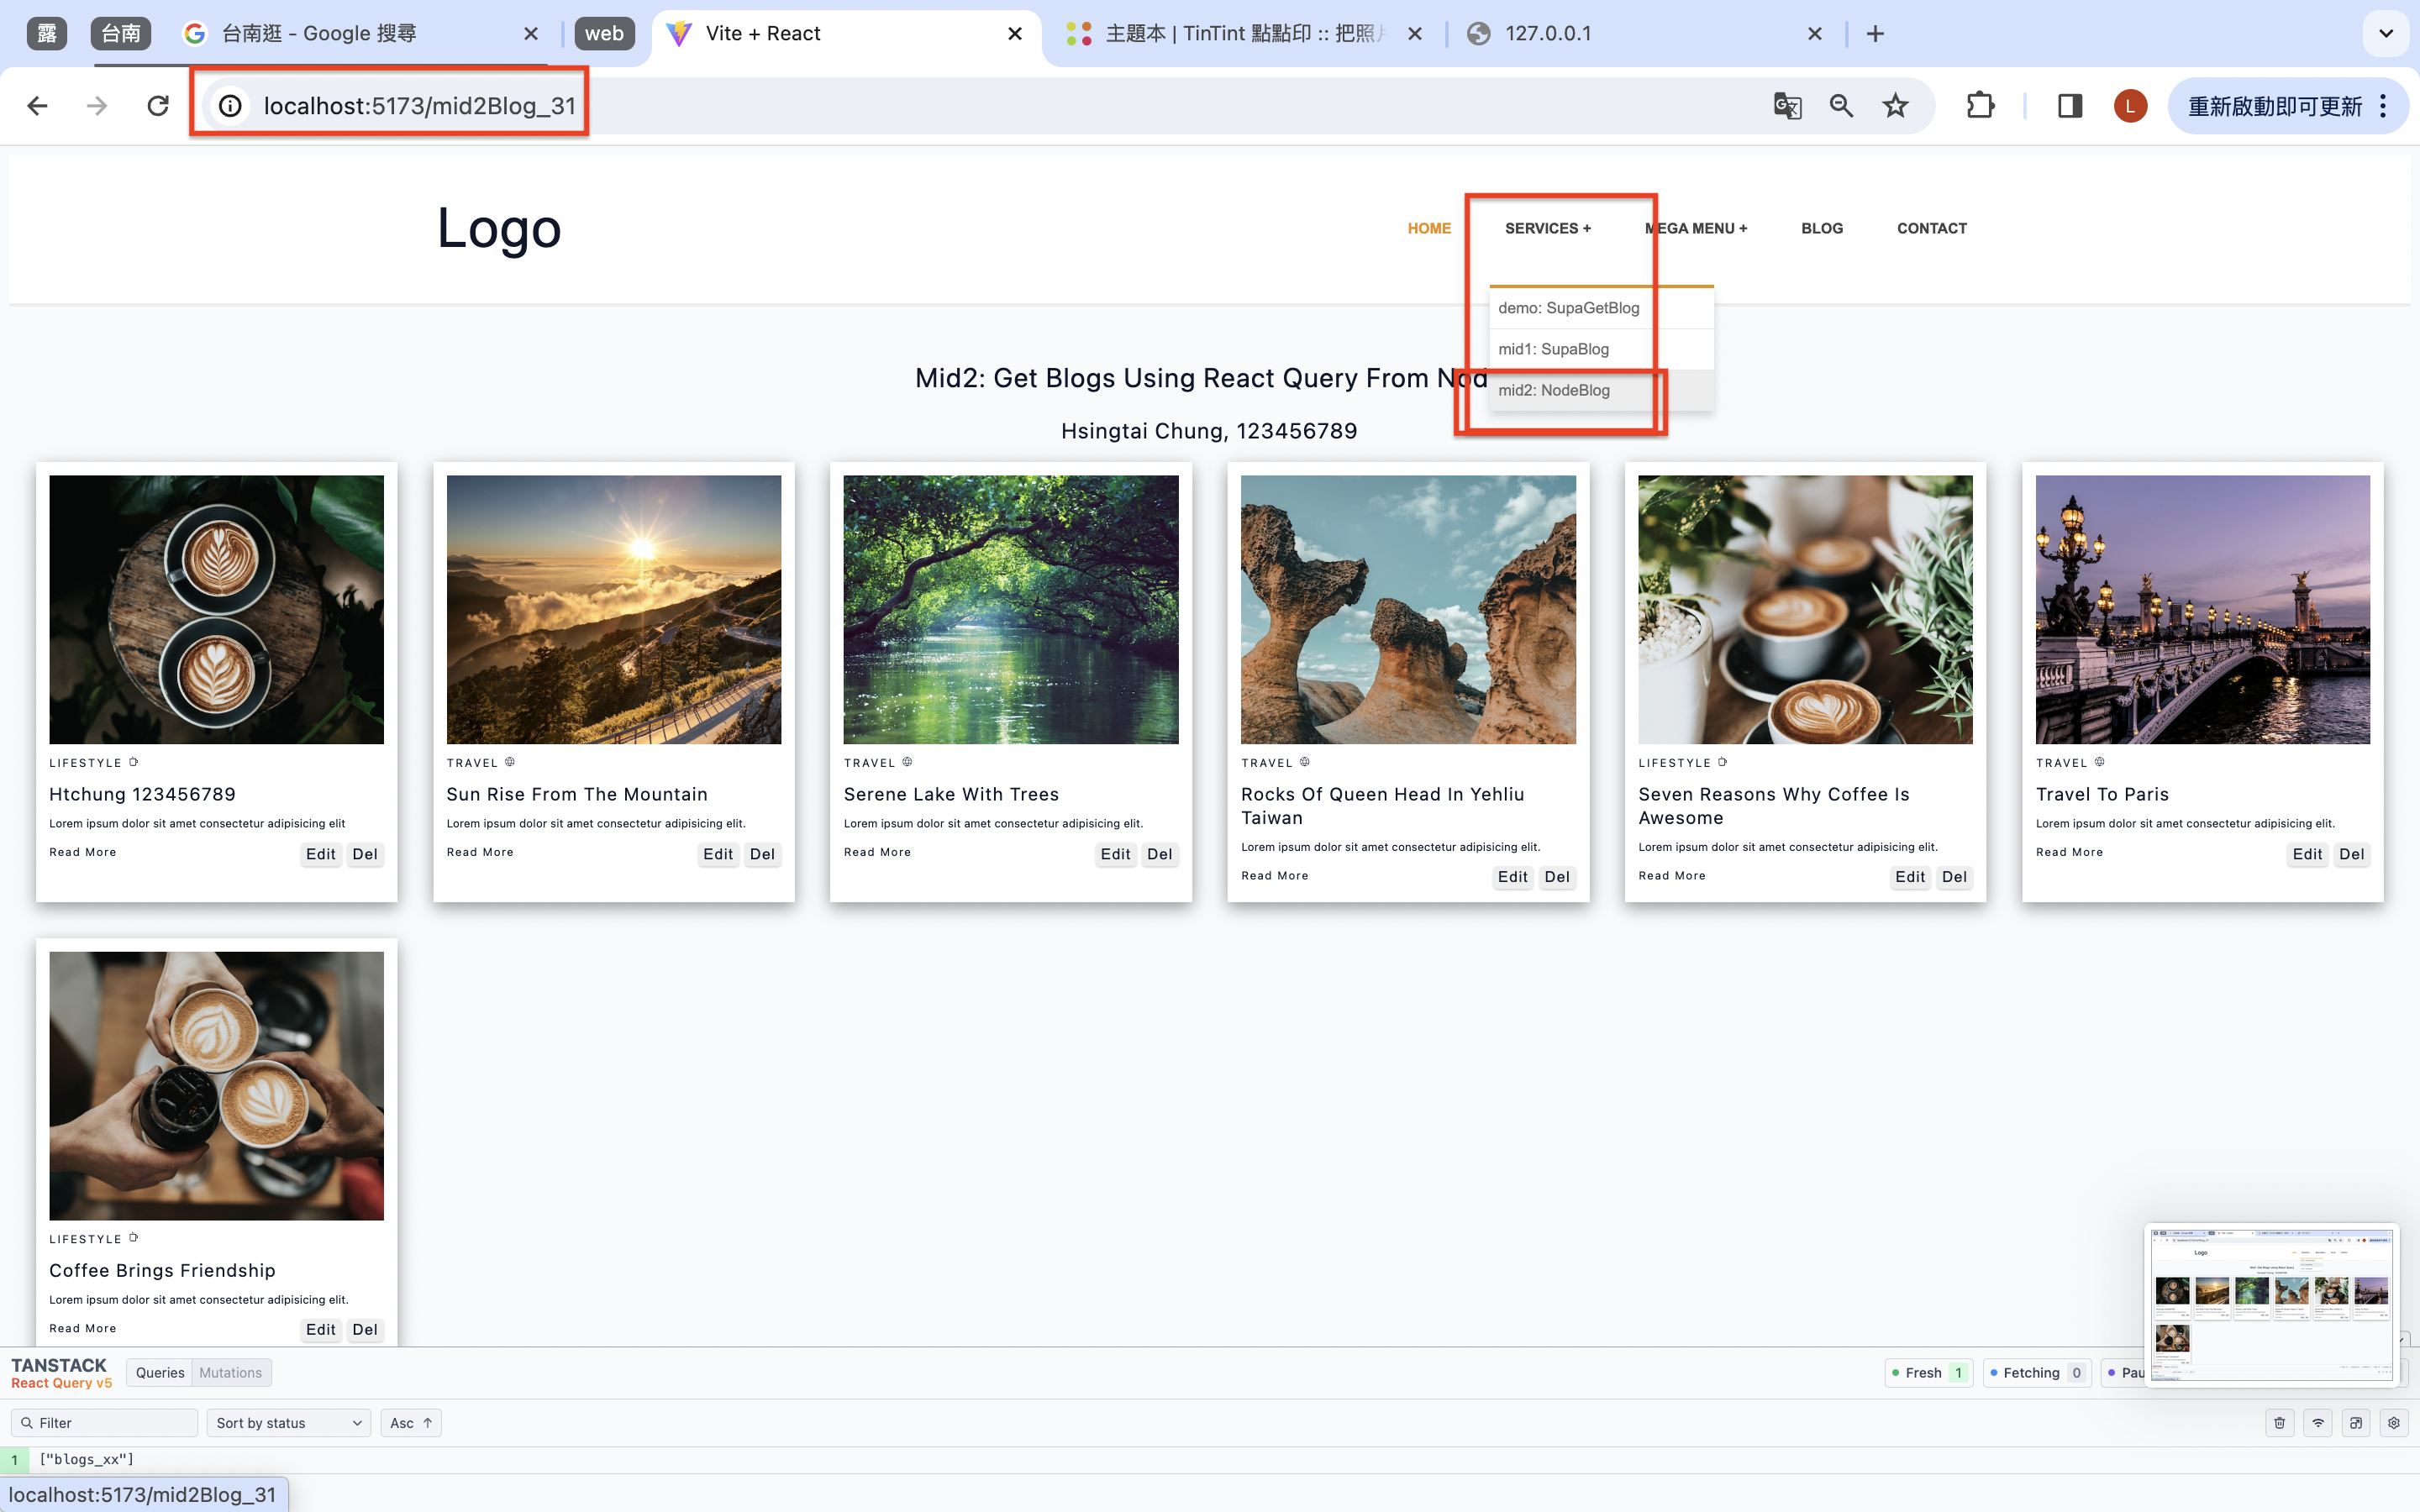 露
台南
台南逛 - Google 搜尋
web
Vite + React
主題本 | TinTint 點點印 :: 把照
127.0.0.1
localhost:5173/mid2Blog_31
L
重新啟動即可更新
Logo
HOME
SERVICES +
MEGA MENU +
BLOG
CONTACT
demo: SupaGetBlog
mid1: SupaBlog
mid2: NodeBlog
Mid2: Get Blogs Using React Query From Nod
Hsingtai Chung, 123456789
LIFESTYLE
Htchung 123456789
Lorem ipsum dolor sit amet consectetur adipisicing elit
Read More
Edit
Del
TRAVEL
Sun Rise From The Mountain
Lorem ipsum dolor sit amet consectetur adipisicing elit.
Read More
Edit
Del
TRAVEL
Serene Lake With Trees
Lorem ipsum dolor sit amet consectetur adipisicing elit.
Read More
Edit
Del
TRAVEL
Rocks Of Queen Head In Yehliu
Taiwan
Lorem ipsum dolor sit amet consectetur adipisicing elit.
Read More
Edit
Del
LIFESTYLE
Seven Reasons Why Coffee Is
Awesome
Lorem ipsum dolor sit amet consectetur adipisicing elit.
Read More
Edit
Del
TRAVEL
Travel To Paris
Lorem ipsum dolor sit amet consectetur adipisicing elit.
Read More
Edit
Del
LIFESTYLE
Coffee Brings Friendship
Lorem ipsum dolor sit amet consectetur adipisicing elit.
Read More
Edit
Del
TANSTACK
React Query v5
Queries
Mutations
Fresh 1
Fetching 0
Pau
Filter
Sort by status
Asc ↑
1
["blogs_xx"]
localhost:5173/mid2Blog_31